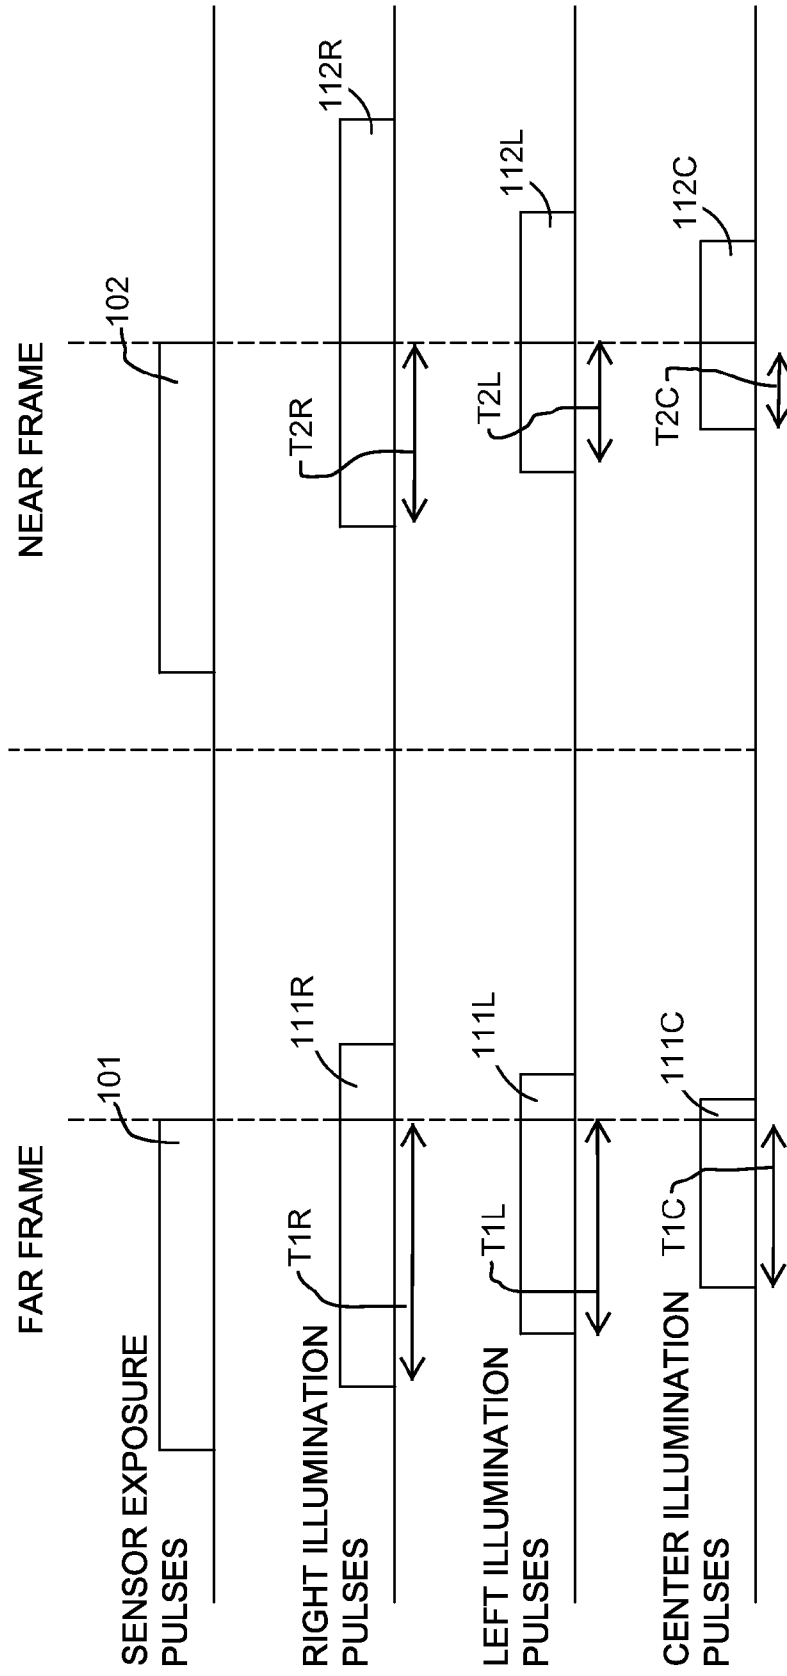 FAR FRAME
NEAR FRAME
SENSOR EXPOSURE
PULSES
101
102
RIGHT ILLUMINATION
PULSES
T1R
111R
T2R
112R
LEFT ILLUMINATION
PULSES
T1L
111L
T2L
112L
CENTER ILLUMINATION
PULSES
T1C
111C
T2C
112C